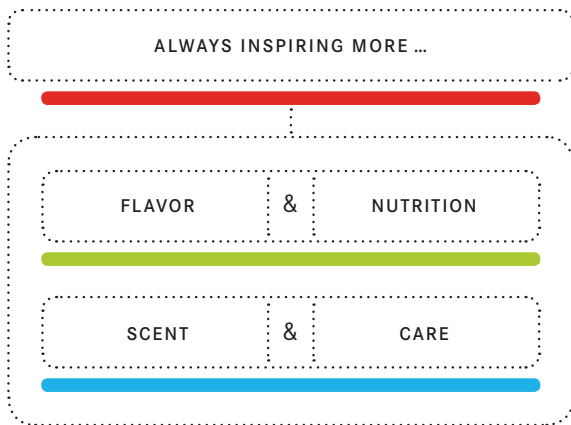 ALWAYS INSPIRING MORE …
FLAVOR & NUTRITION
SCENT & CARE